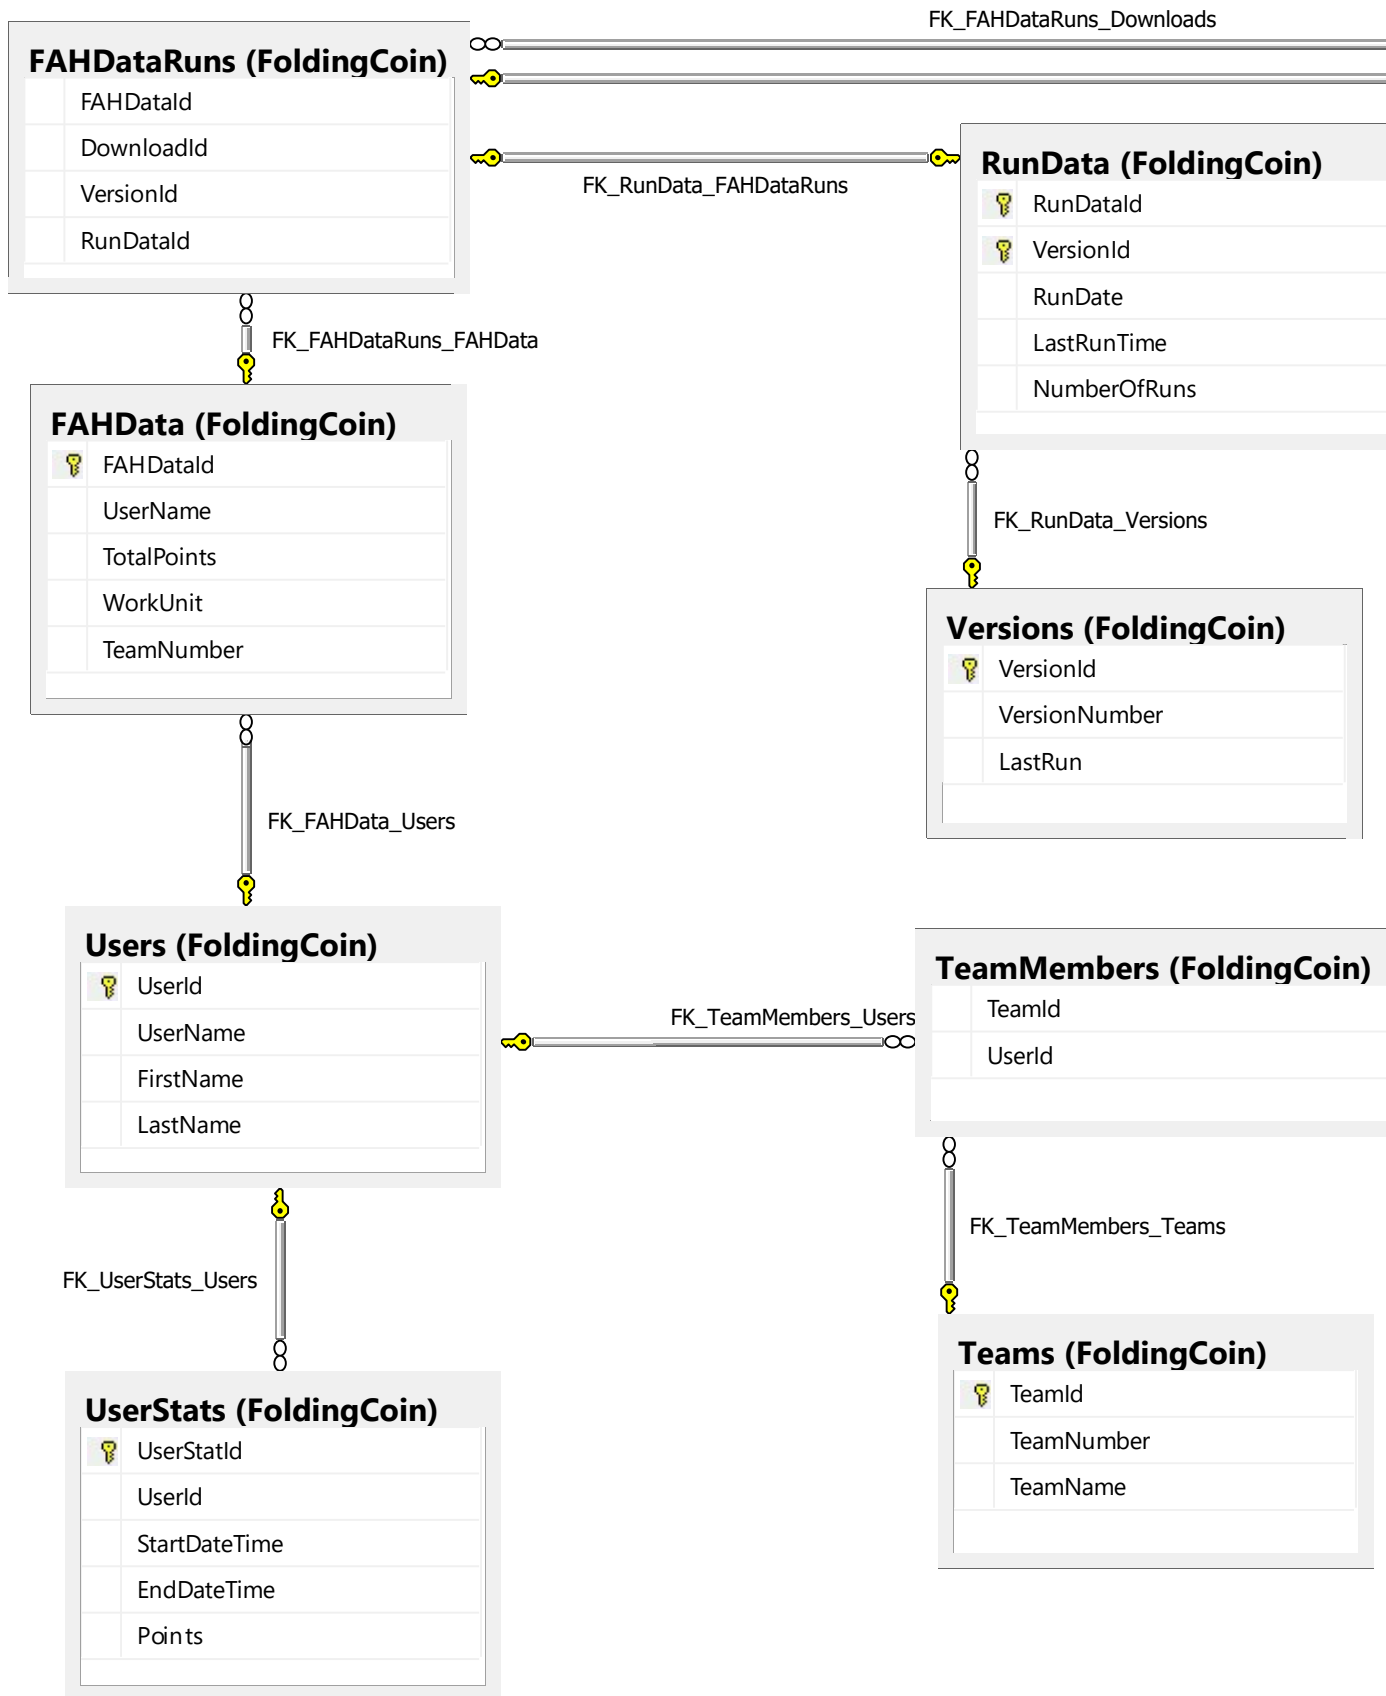 FK_FAHDataRuns_Downloads
FAHDataRuns (FoldingCoin)
FAHDataId
DownloadId
VersionId
RunDataId
FK_RunData_FAHDataRuns
RunData (FoldingCoin)
RunDataId
VersionId
RunDate
LastRunTime
NumberOfRuns
FK_FAHDataRuns_FAHData
FAHData (FoldingCoin)
FAHDataId
UserName
TotalPoints
WorkUnit
TeamNumber
FK_RunData_Versions
Versions (FoldingCoin)
VersionId
VersionNumber
LastRun
FK_FAHData_Users
Users (FoldingCoin)
UserId
UserName
FirstName
LastName
FK_TeamMembers_Users
TeamMembers (FoldingCoin)
TeamId
UserId
FK_TeamMembers_Teams
FK_UserStats_Users
Teams (FoldingCoin)
TeamId
TeamNumber
TeamName
UserStats (FoldingCoin)
UserStatId
UserId
StartDateTime
EndDateTime
Points